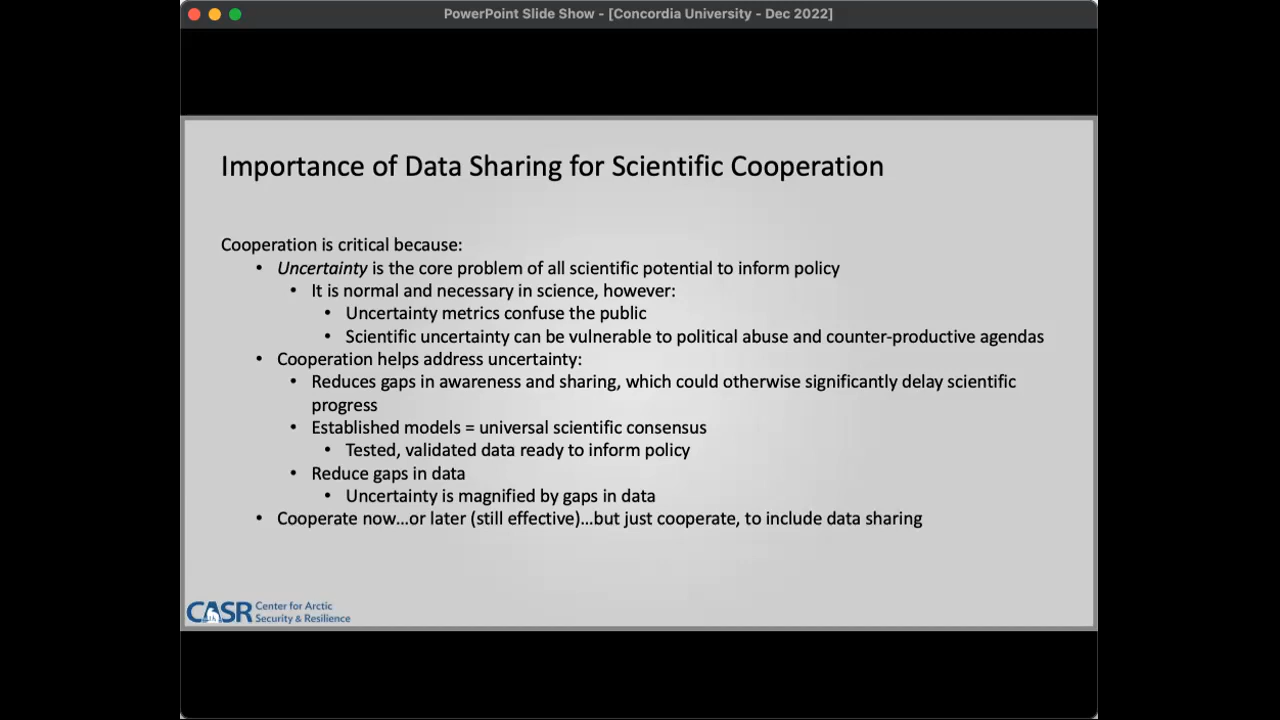 PowerPoint Slide Show - [Concordia University - Dec 2022]
Importance of Data Sharing for Scientific Cooperation
Cooperation is critical because:
• Uncertainty is the core problem of all scientific potential to inform policy
• It is normal and necessary in science, however:
• Uncertainty metrics confuse the public
• Scientific uncertainty can be vulnerable to political abuse and counter-productive agendas
• Cooperation helps address uncertainty:
• Reduces gaps in awareness and sharing, which could otherwise significantly delay scientific
progress
• Established models = universal scientific consensus
• Tested, validated data ready to inform policy
• Reduce gaps in data
• Uncertainty is magnified by gaps in data
• Cooperate now...or later (still effective)...but just cooperate, to include data sharing
CASR Center for Arctic
Security & Resilience